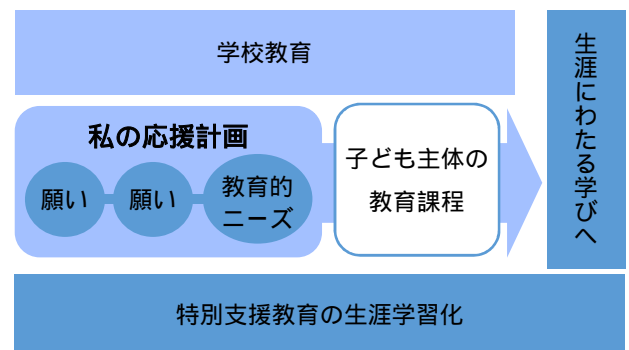 学校教育
私の応援計画
願い
願い
教育的
ニーズ
子ども主体の
教育課程
生涯にわたる学びへ
特別支援教育の生涯学習化